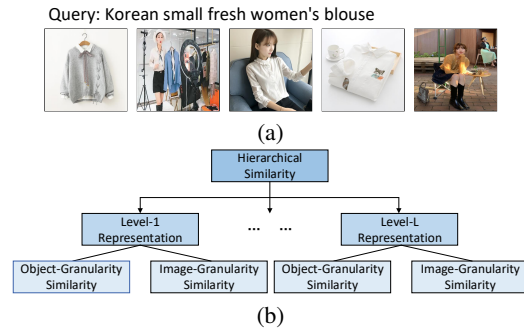 Query: Korean small fresh women's blouse
(a)
Hierarchical
Similarity
... ...
Level-1
Representation
Level-L
Representation
Object-Granularity
Similarity
Image-Granularity
Similarity
Object-Granularity
Similarity
Image-Granularity
Similarity
(b)